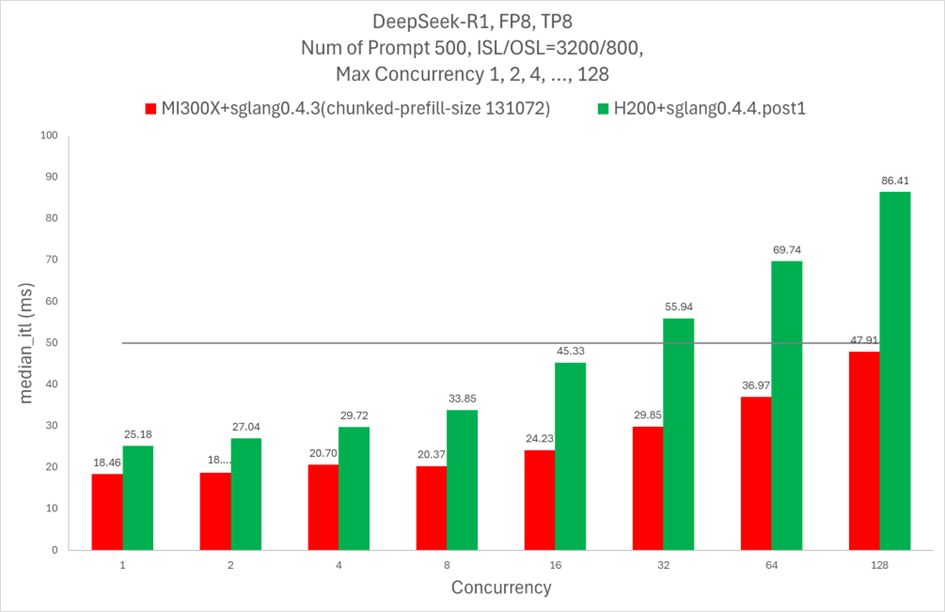 DeepSeek-R1, FP8, TP8
Num of Prompt 500, ISL/OSL=3200/800,
Max Concurrency 1, 2, 4, ..., 128
MI300X+sglang0.4.3(chunked-prefill-size 131072) H200+sglang0.4.4.post1
median_itl (ms)
100
90
80
70
60
50
40
30
20
10
0
18.46 25.18
18.... 27.04
20.70 29.72
20.37 33.85
24.23 45.33
29.85 55.94
36.97 69.74
47.91 86.41
1 2 4 8 16 32 64 128
Concurrency